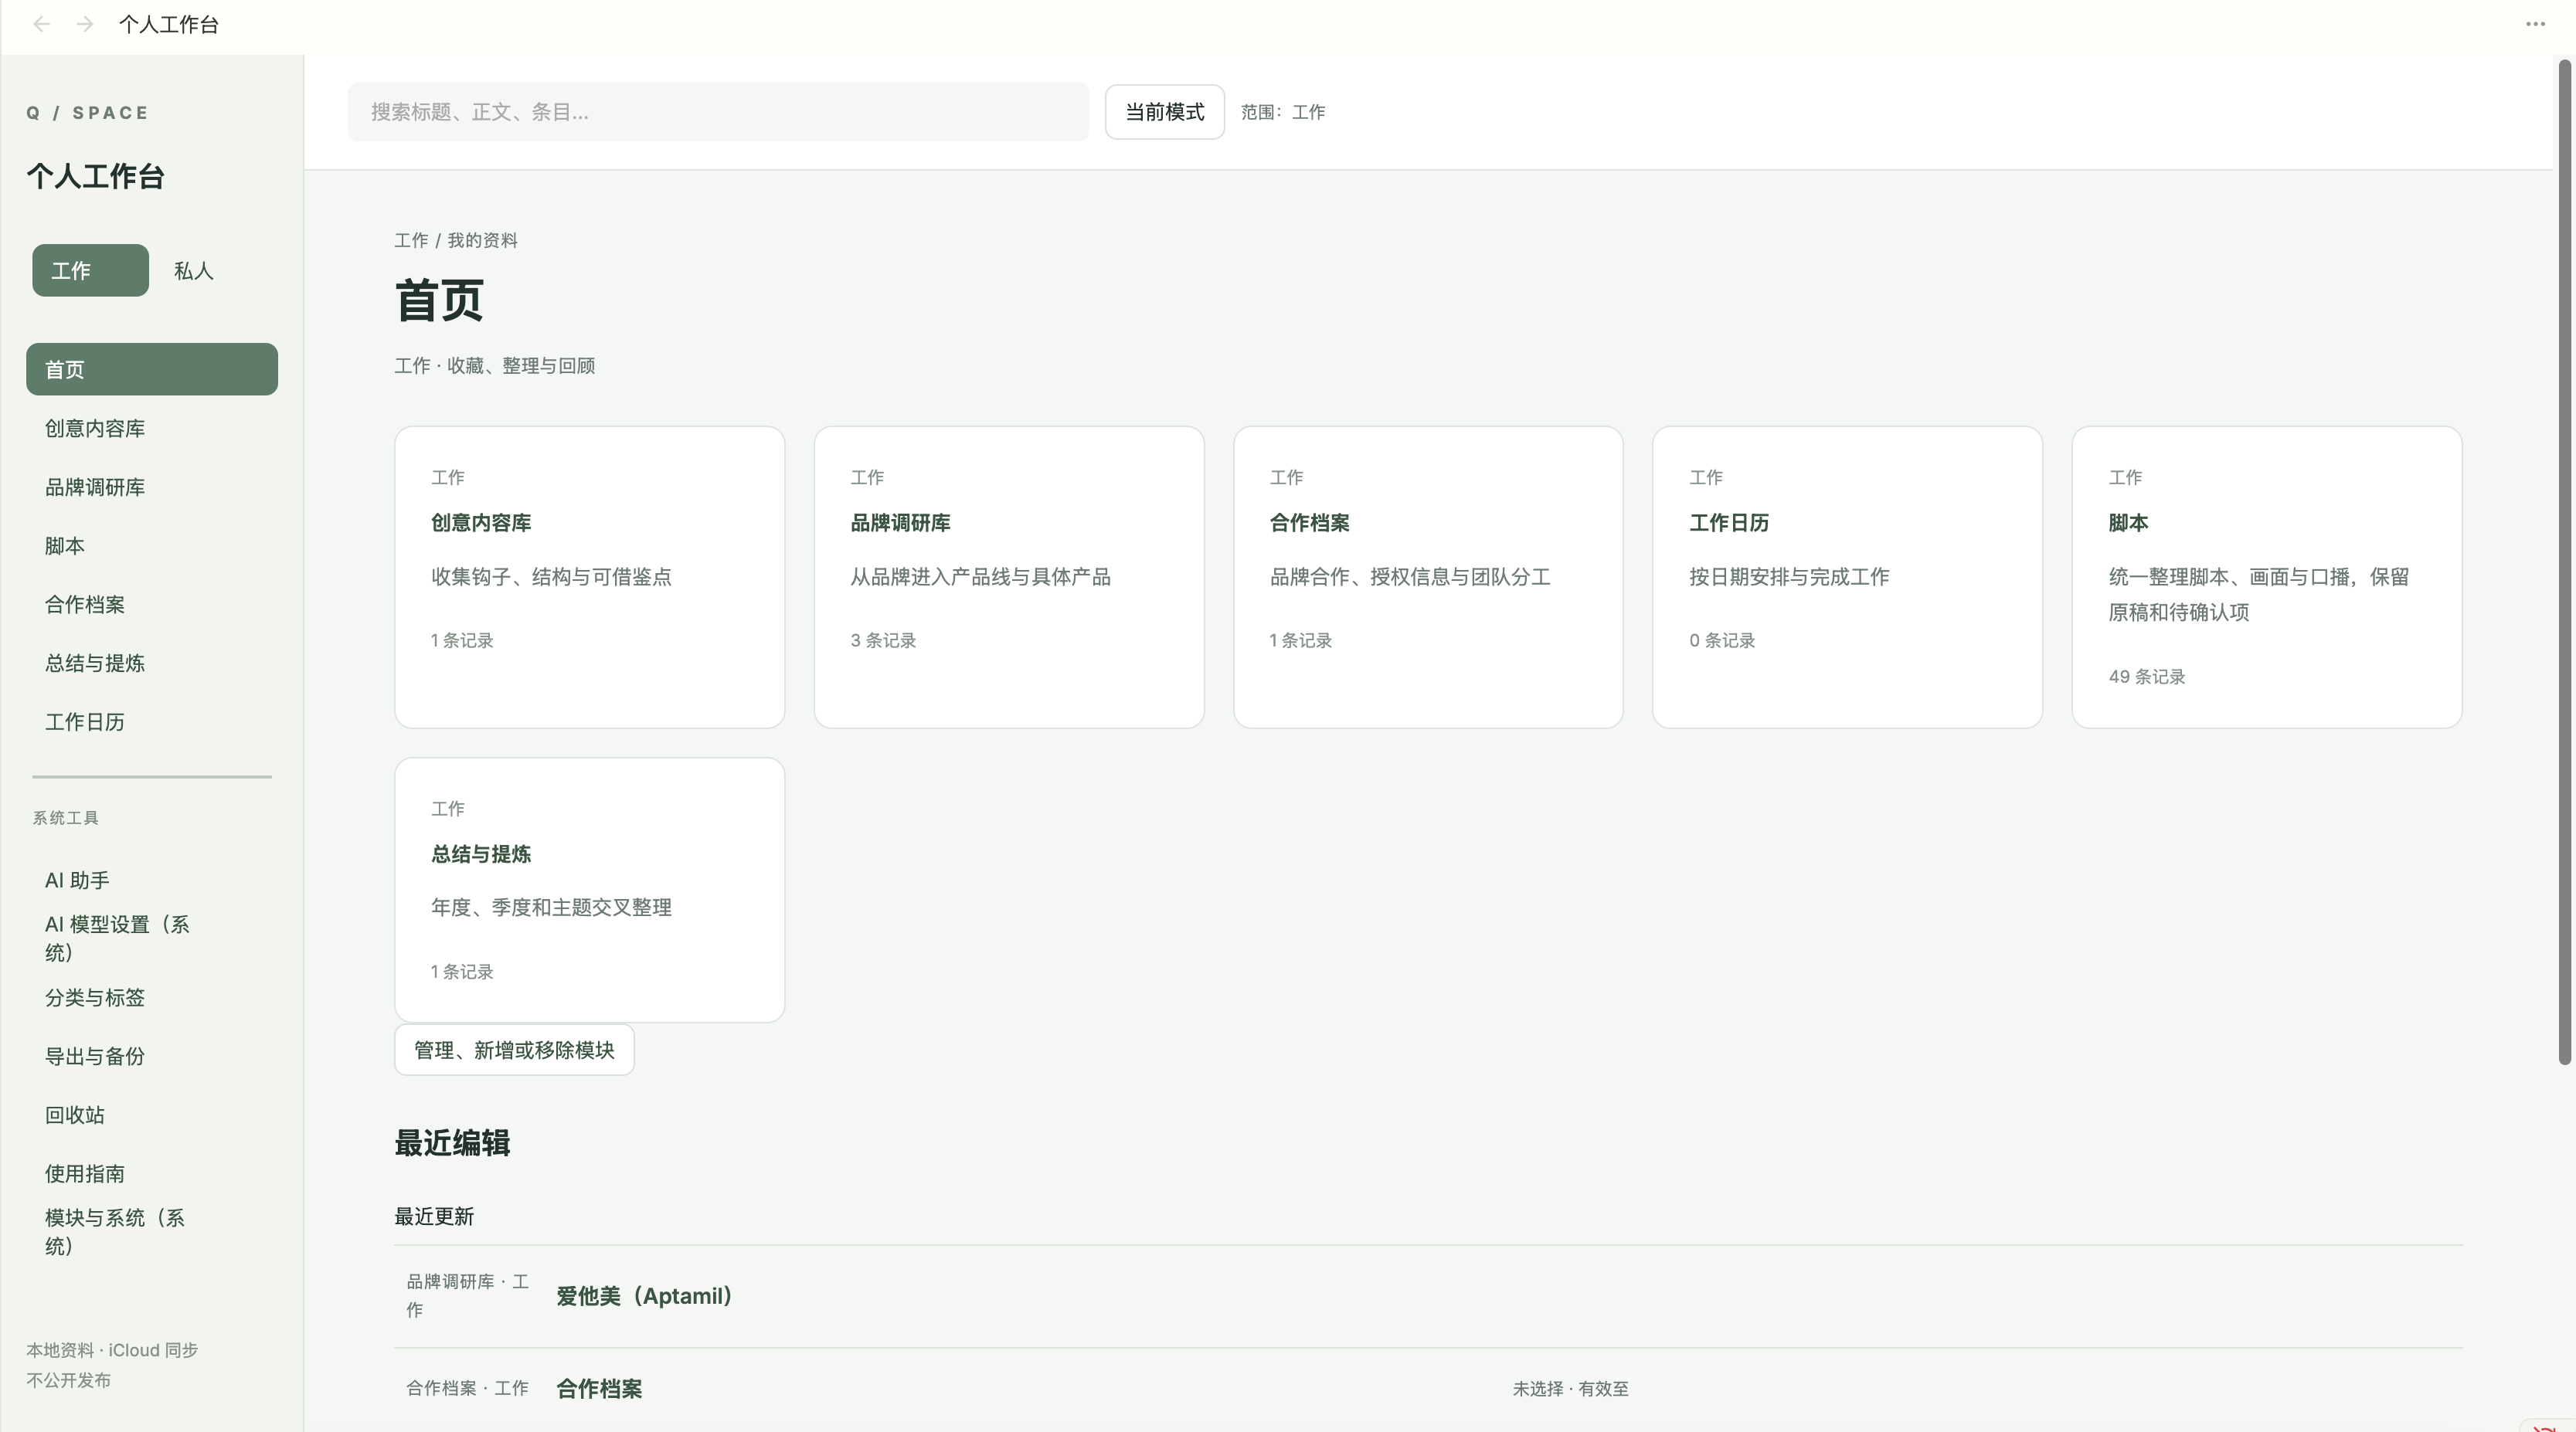 个人工作台
Q / SPACE
个人工作台
工作
私人
首页
创意内容库
品牌调研库
脚本
合作档案
总结与提炼
工作日历
系统工具
AI 助手
AI 模型设置（系
统）
分类与标签
导出与备份
回收站
使用指南
模块与系统（系
统）
本地资料 · iCloud 同步
不公开发布
搜索标题、正文、条目...
当前模式
范围：工作
工作 / 我的资料
首页
工作 · 收藏、整理与回顾
工作
创意内容库
收集钩子、结构与可借鉴点
1 条记录
工作
品牌调研库
从品牌进入产品线与具体产品
3 条记录
工作
合作档案
品牌合作、授权信息与团队分工
1 条记录
工作
工作日历
按日期安排与完成工作
0 条记录
工作
脚本
统一整理脚本、画面与口播，保留
原稿和待确认项
49 条记录
工作
总结与提炼
年度、季度和主题交叉整理
1 条记录
管理、新增或移除模块
最近编辑
最近更新
品牌调研库 · 工
作
爱他美（Aptamil）
合作档案 · 工作
合作档案
未选择 · 有效至